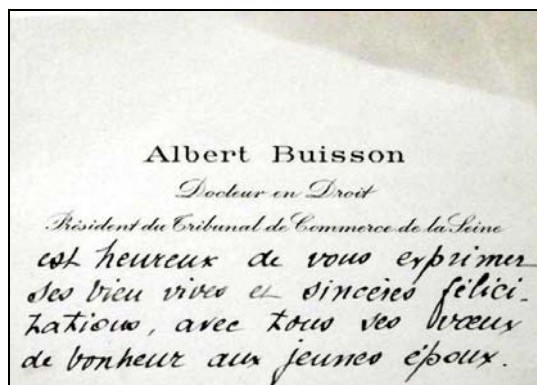 Albert Buisson
Docteur en Droit
Président du Tribunal de Commerce de la Seine
est heureux de vous exprimer
ses bien vives et sincères félici-
tations, avec tous ses vœux
de bonheur aux jeunes époux.